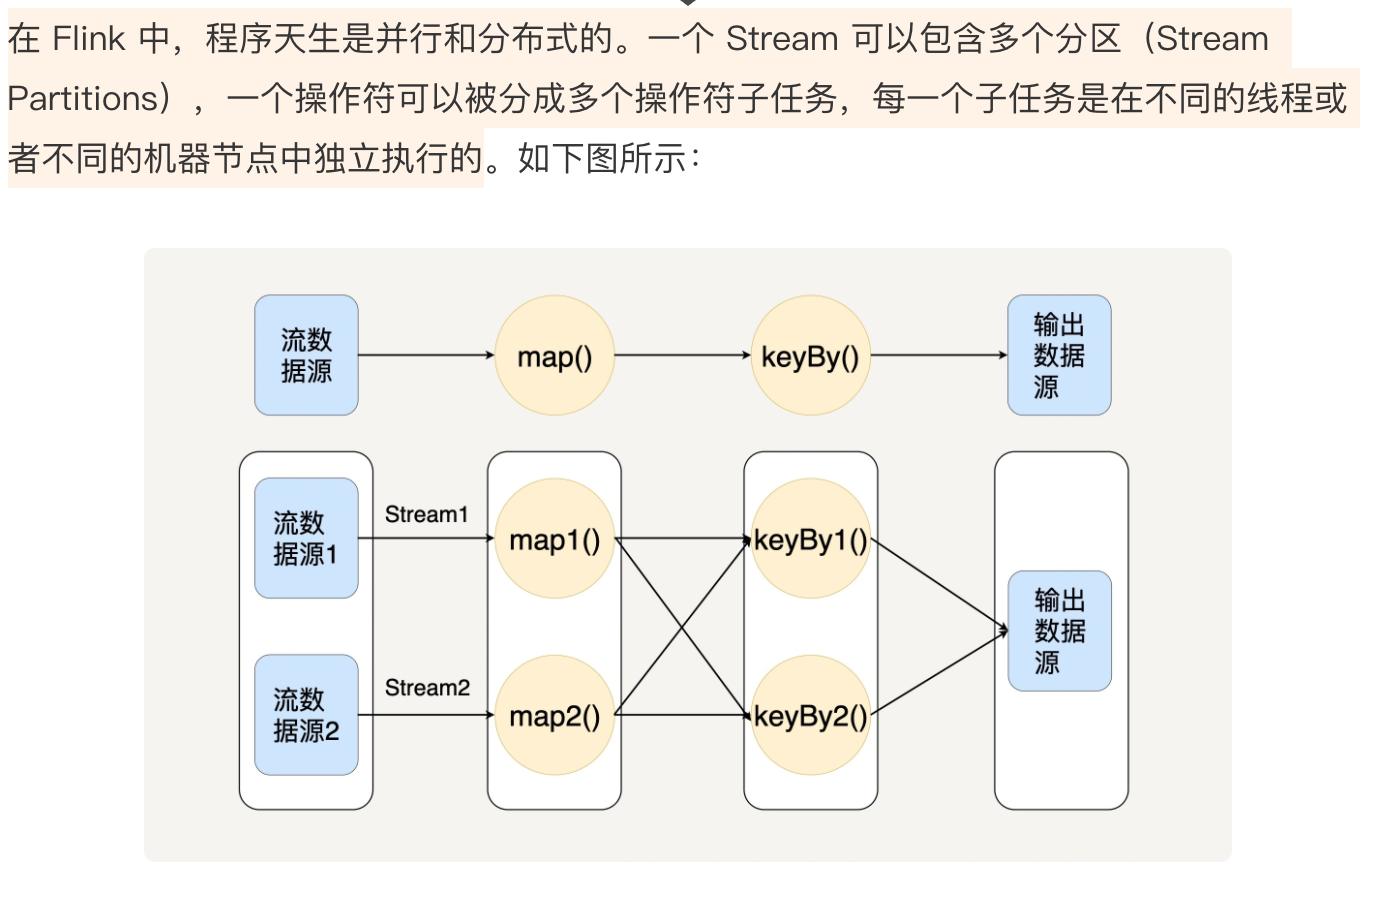 在 Flink 中，程序天生是并行和分布式的。一个 Stream 可以包含多个分区（Stream
Partitions），一个操作符可以被分成多个操作符子任务，每一个子任务是在不同的线程或
者不同的机器节点中独立执行的。如下图所示：
流数
据源
map()
keyBy()
输出
数据
源
流数
据源1
Stream1
map1()
keyBy1()
输出
数据
源
流数
据源2
Stream2
map2()
keyBy2()